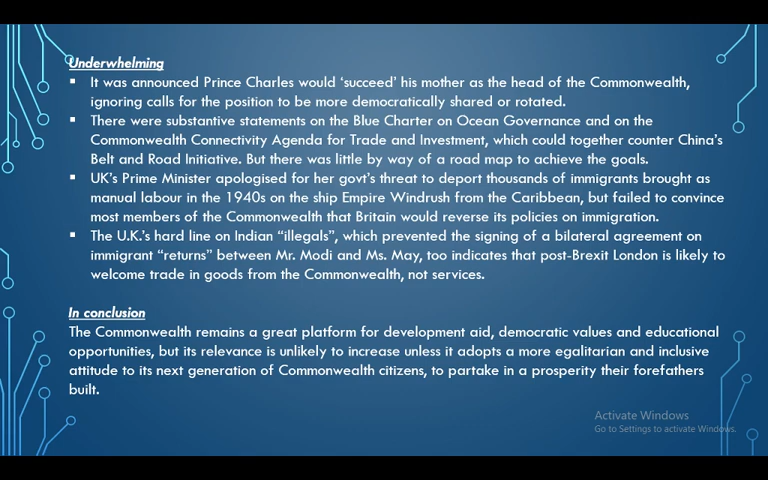 Underwhelming
▪ It was announced Prince Charles would ‘succeed’ his mother as the head of the Commonwealth,
ignoring calls for the position to be more democratically shared or rotated.
▪ There were substantive statements on the Blue Charter on Ocean Governance and on the
Commonwealth Connectivity Agenda for Trade and Investment, which could together counter China’s
Belt and Road Initiative. But there was little by way of a road map to achieve the goals.
▪ UK’s Prime Minister apologised for her govt’s threat to deport thousands of immigrants brought as
manual labour in the 1940s on the ship Empire Windrush from the Caribbean, but failed to convince
most members of the Commonwealth that Britain would reverse its policies on immigration.
▪ The U.K.’s hard line on Indian “illegals”, which prevented the signing of a bilateral agreement on
immigrant “returns” between Mr. Modi and Ms. May, too indicates that post-Brexit London is likely to
welcome trade in goods from the Commonwealth, not services.
In conclusion
The Commonwealth remains a great platform for development aid, democratic values and educational
opportunities, but its relevance is unlikely to increase unless it adopts a more egalitarian and inclusive
attitude to its next generation of Commonwealth citizens, to partake in a prosperity their forefathers
built.
Activate Windows
Go to Settings to activate Windows.